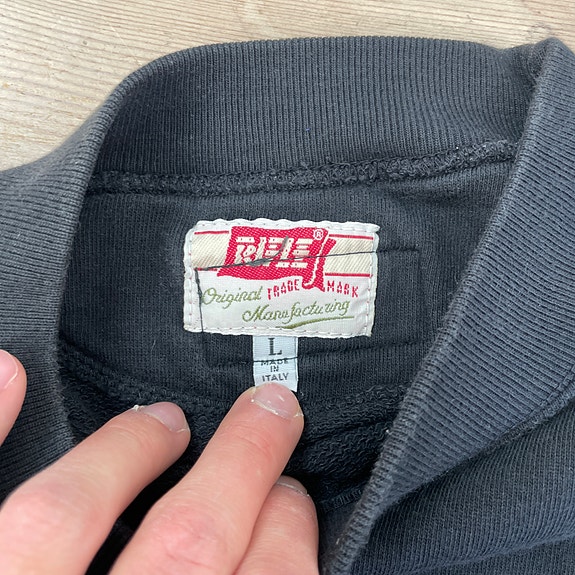 RIFLE ®
Original TRADE MARK
Manufacturing
L
MADE
IN
ITALY